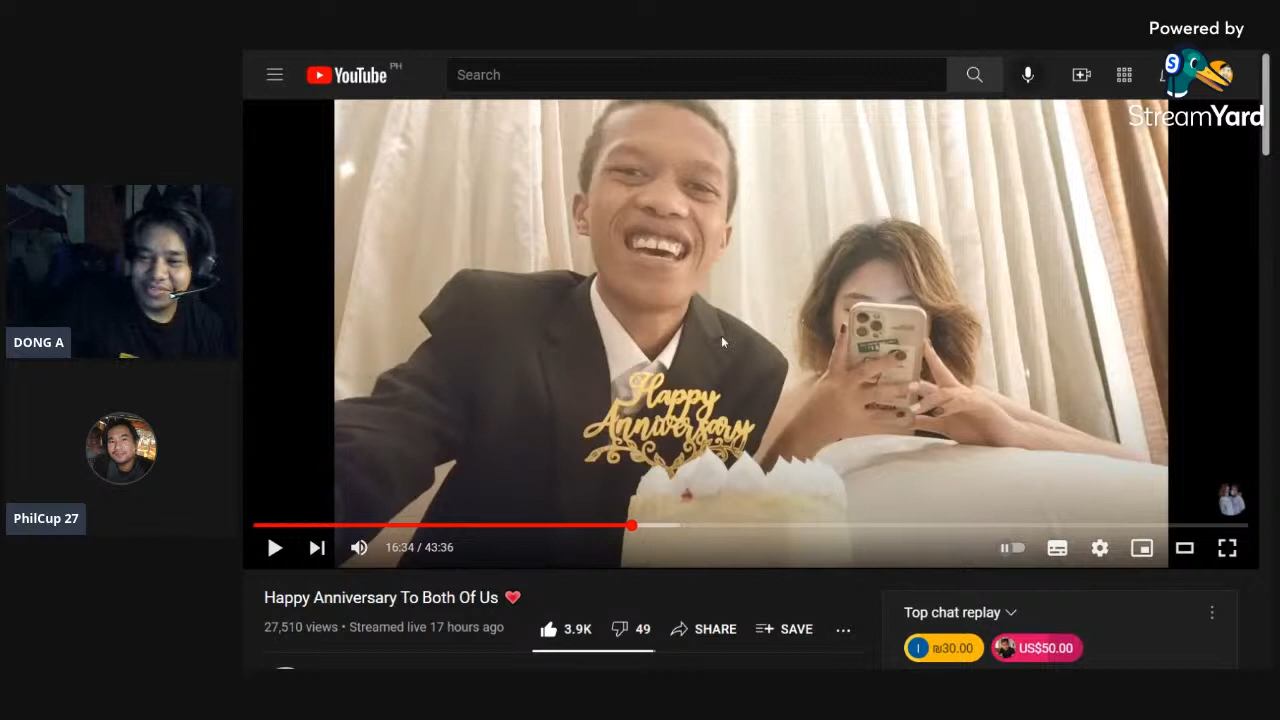 Powered by
StreamYard
YouTube PH
Search
DONG A
PhilCup 27
Happy
Anniversary
16:34 / 43:36
Happy Anniversary To Both Of Us ❤️
27,510 views • Streamed live 17 hours ago
3.9K
49
SHARE
SAVE
Top chat replay
₪30.00
US$50.00